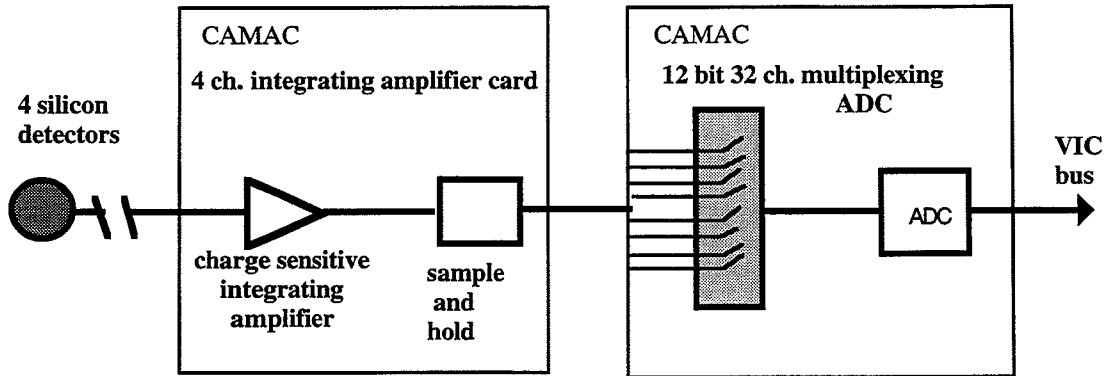 4 silicon
detectors
CAMAC
4 ch. integrating amplifier card
charge sensitive
integrating
amplifier
sample
and
hold
CAMAC
12 bit 32 ch. multiplexing
ADC
ADC
VIC
bus